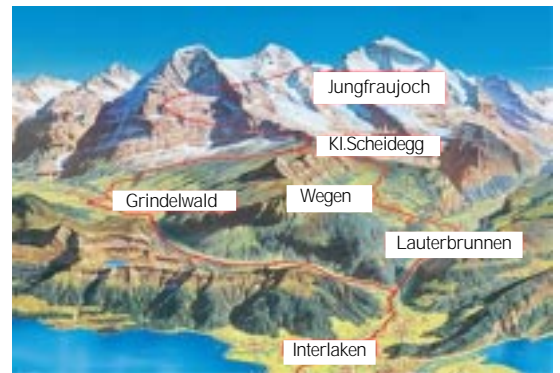 Jungfraujoch
Kl.Scheidegg
Grindelwald
Wegen
Lauterbrunnen
Interlaken